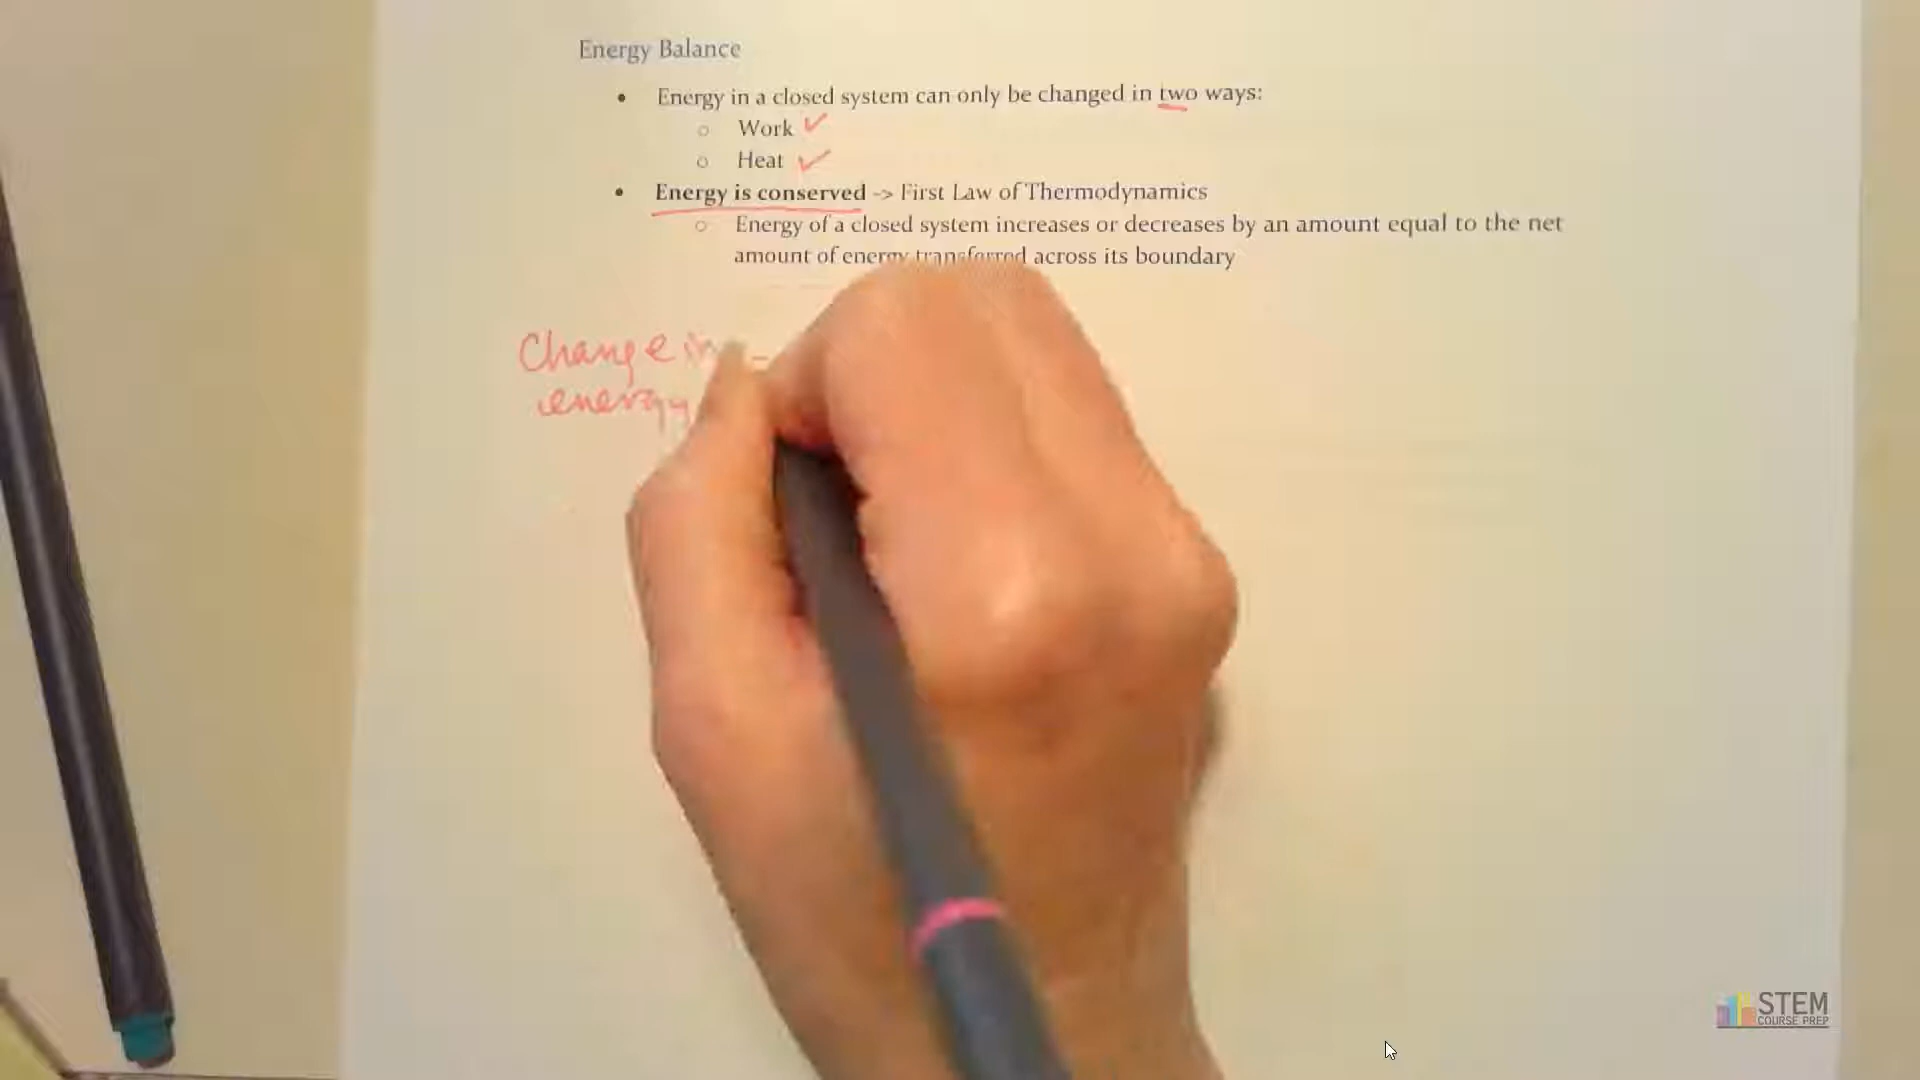 Energy Balance
Energy in a closed system can only be changed in two ways:
Work
Heat
Energy is conserved -> First Law of Thermodynamics
Energy of a closed system increases or decreases by an amount equal to the net
amount of energy transferred across its boundary
Change in
energy
STEM
COURSE PREP